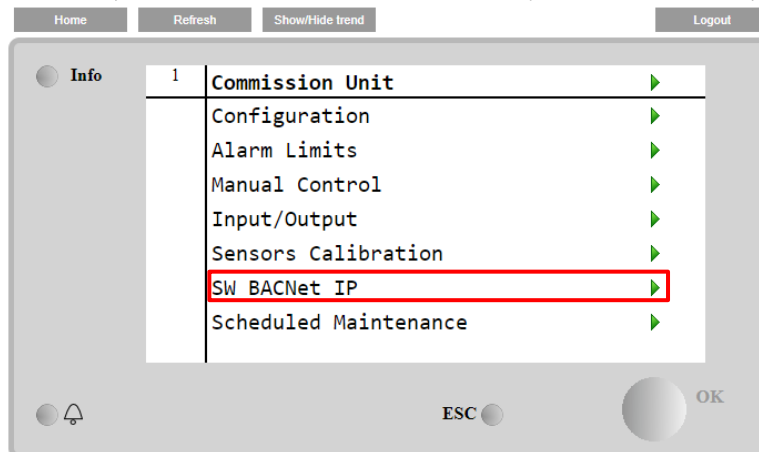 Home Refresh Show/Hide trend Logout
Info
1 Commission Unit
Configuration
Alarm Limits
Manual Control
Input/Output
Sensors Calibration
SW BACNet IP
Scheduled Maintenance
ESC
OK